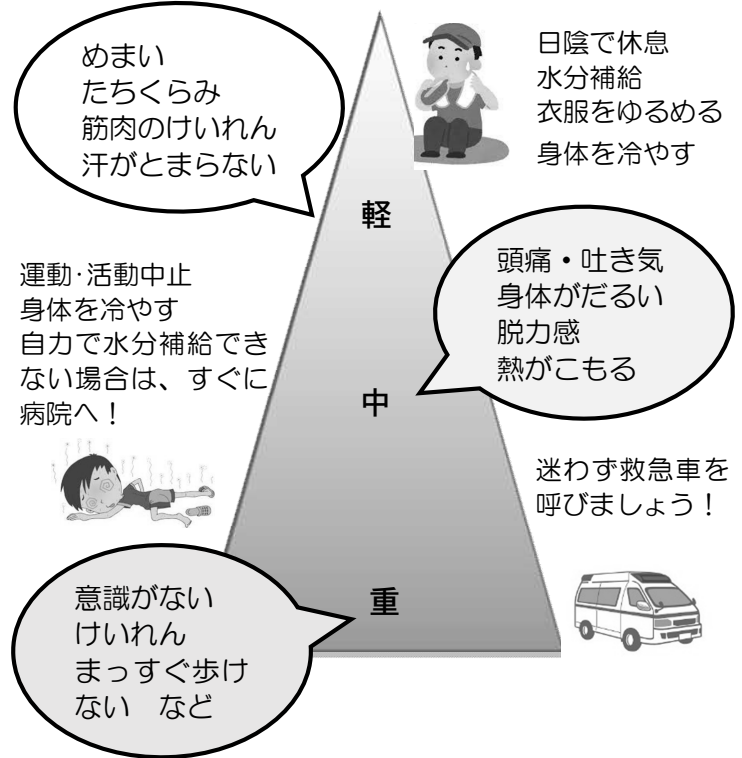 めまい
たちくらみ
筋肉のけいれん
汗がとまらない
日陰で休息
水分補給
衣服をゆるめる
身体を冷やす
軽
頭痛・吐き気
身体がだるい
脱力感
熱がこもる
運動・活動中止
身体を冷やす
自力で水分補給でき
ない場合は、すぐに
病院へ！
中
迷わず救急車を
呼びましょう！
意識がない
けいれん
まっすぐ歩け
ない　など
重